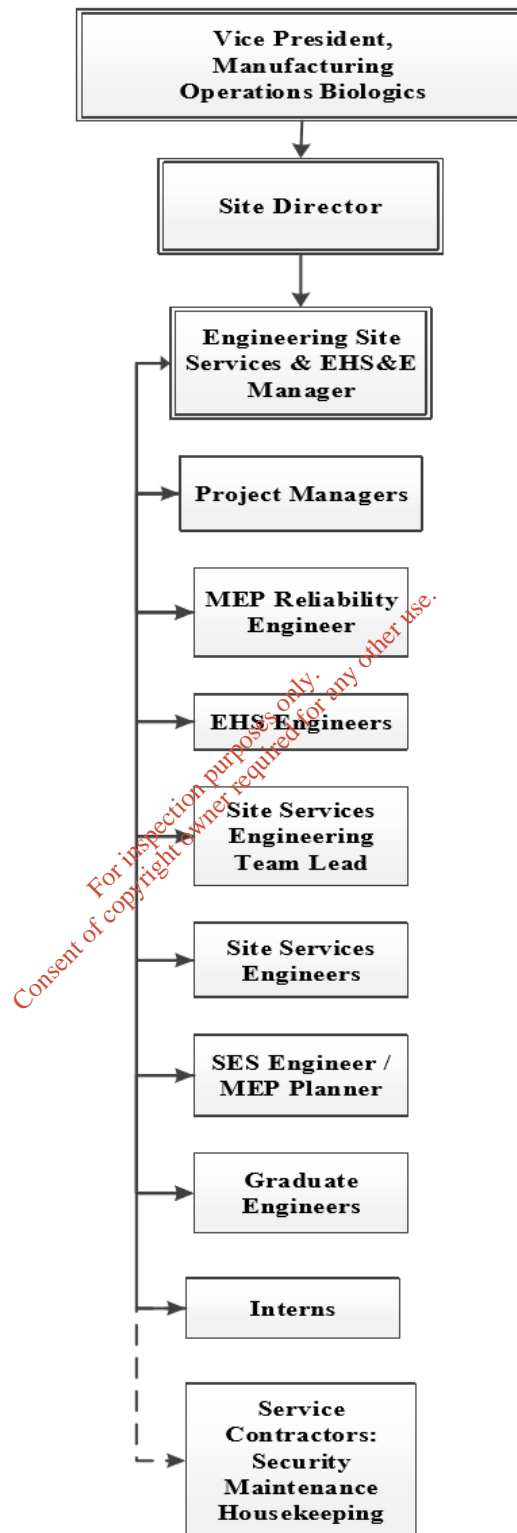 Vice President,
Manufacturing
Operations Biologics
Site Director
Engineering Site
Services & EHS&E
Manager
Project Managers
MEP Reliability
Engineer
EHS Engineers
Site Services
Engineering
Team Lead
Site Services
Engineers
SES Engineer /
MEP Planner
Graduate
Engineers
Interns
Service
Contractors:
Security
Maintenance
Housekeeping
For inspection purposes only.
Consent of copyright owner required for any other use.